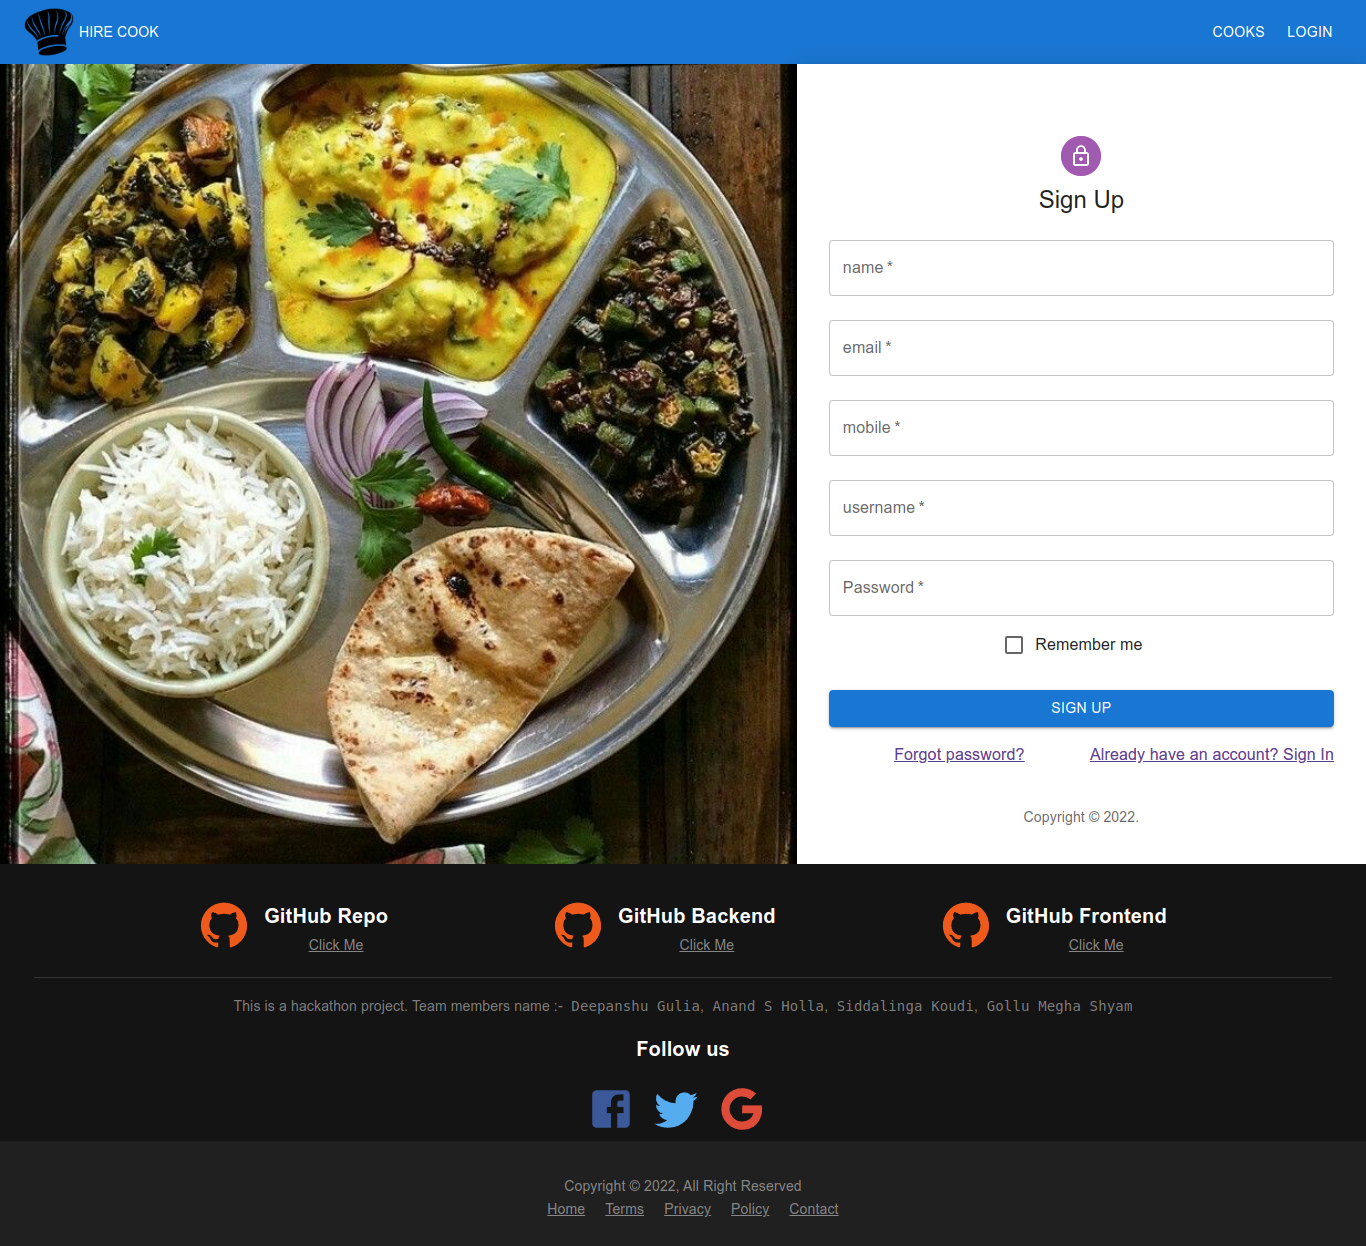 HIRE COOK
COOKS LOGIN
Sign Up
name *
email *
mobile *
username *
Password *
Remember me
SIGN UP
Forgot password? Already have an account? Sign In
Copyright © 2022.
GitHub Repo
Click Me
GitHub Backend
Click Me
GitHub Frontend
Click Me
This is a hackathon project. Team members name :- Deepanshu Gulia, Anand S Holla, Siddalinga Koudi, Gollu Megha Shyam
Follow us
Copyright © 2022, All Right Reserved
Home Terms Privacy Policy Contact